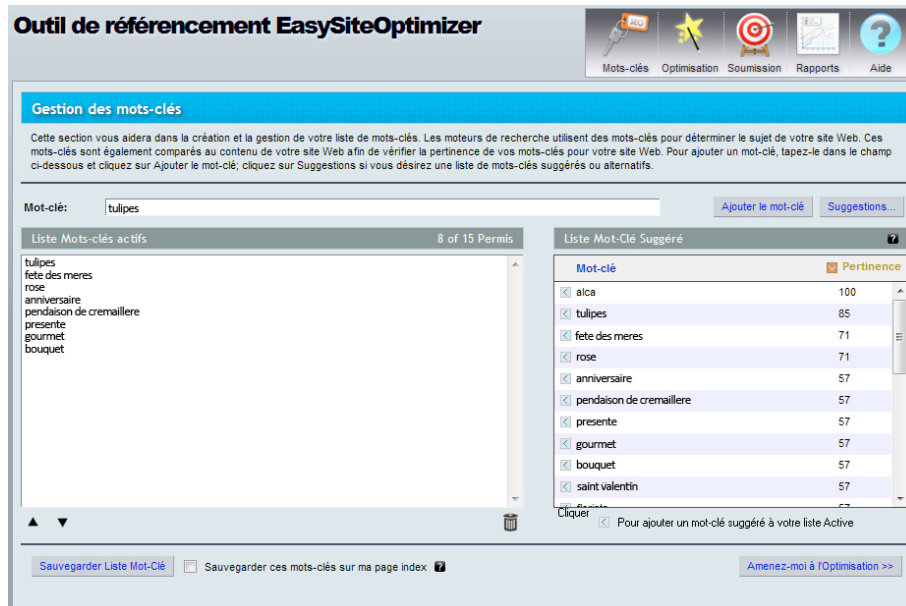 Outil de référencement EasySiteOptimizer
SEO
Mots-clés Optimisation Soumission Rapports Aide
Gestion des mots-clés
Cette section vous aidera dans la création et la gestion de votre liste de mots-clés. Les moteurs de recherche utilisent des mots-clés pour déterminer le sujet de votre site Web. Ces
mots-clés sont également comparés au contenu de votre site Web afin de vérifier la pertinence de vos mots-clés pour votre site Web. Pour ajouter un mot-clé, tapez-le dans le champ
ci-dessous et cliquez sur Ajouter le mot-clé; cliquez sur Suggestions si vous désirez une liste de mots-clés suggérés ou alternatifs.
Mot-clé: tulipes Ajouter le mot-clé Suggestions...
Liste Mots-clés actifs 8 of 15 Permis
tulipes
fete des meres
rose
anniversaire
pendaison de cremaillere
presente
gourmet
bouquet
Liste Mot-Clé Suggéré ?
Mot-clé Pertinence
alca 100
tulipes 85
fete des meres 71
rose 71
anniversaire 57
pendaison de cremaillere 57
presente 57
gourmet 57
bouquet 57
saint valentin 57
Cliquer
Pour ajouter un mot-clé suggéré à votre liste Active
Sauvegarder Liste Mot-Clé Sauvegarder ces mots-clés sur ma page index ? Amenez-moi à l'Optimisation >>